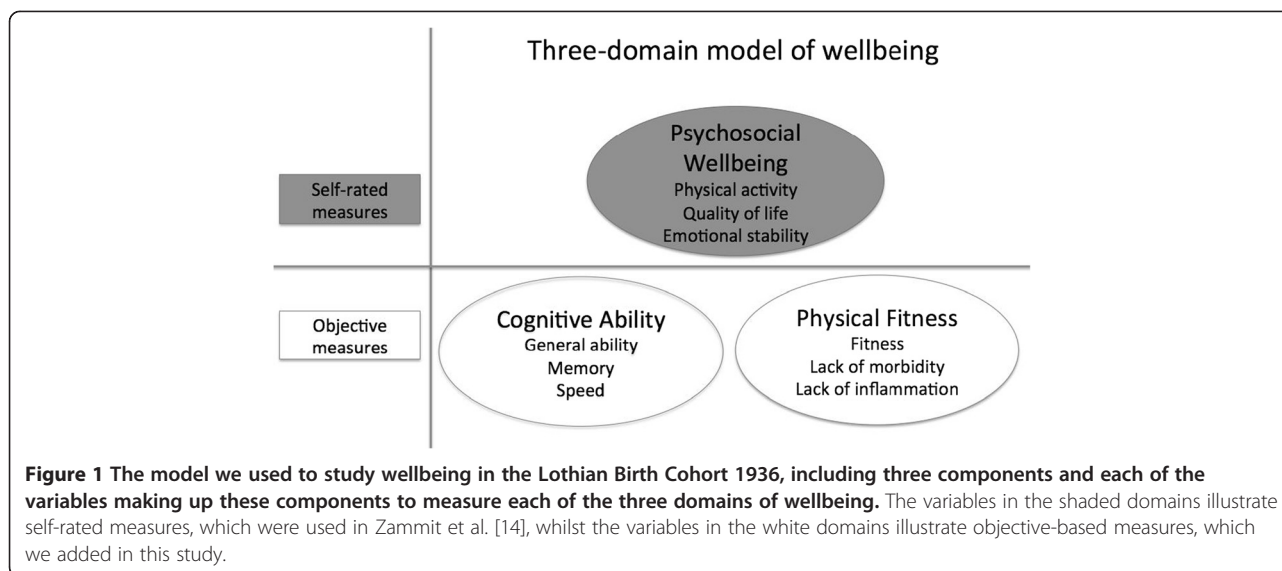 Three-domain model of wellbeing
Psychosocial
Wellbeing
Physical activity
Quality of life
Emotional stability
Self-rated
measures
Objective
measures
Cognitive Ability
General ability
Memory
Speed
Physical Fitness
Fitness
Lack of morbidity
Lack of inflammation
Figure 1 The model we used to study wellbeing in the Lothian Birth Cohort 1936, including three components and each of the
variables making up these components to measure each of the three domains of wellbeing. The variables in the shaded domains illustrate
self-rated measures, which were used in Zammit et al. [14], whilst the variables in the white domains illustrate objective-based measures, which
we added in this study.